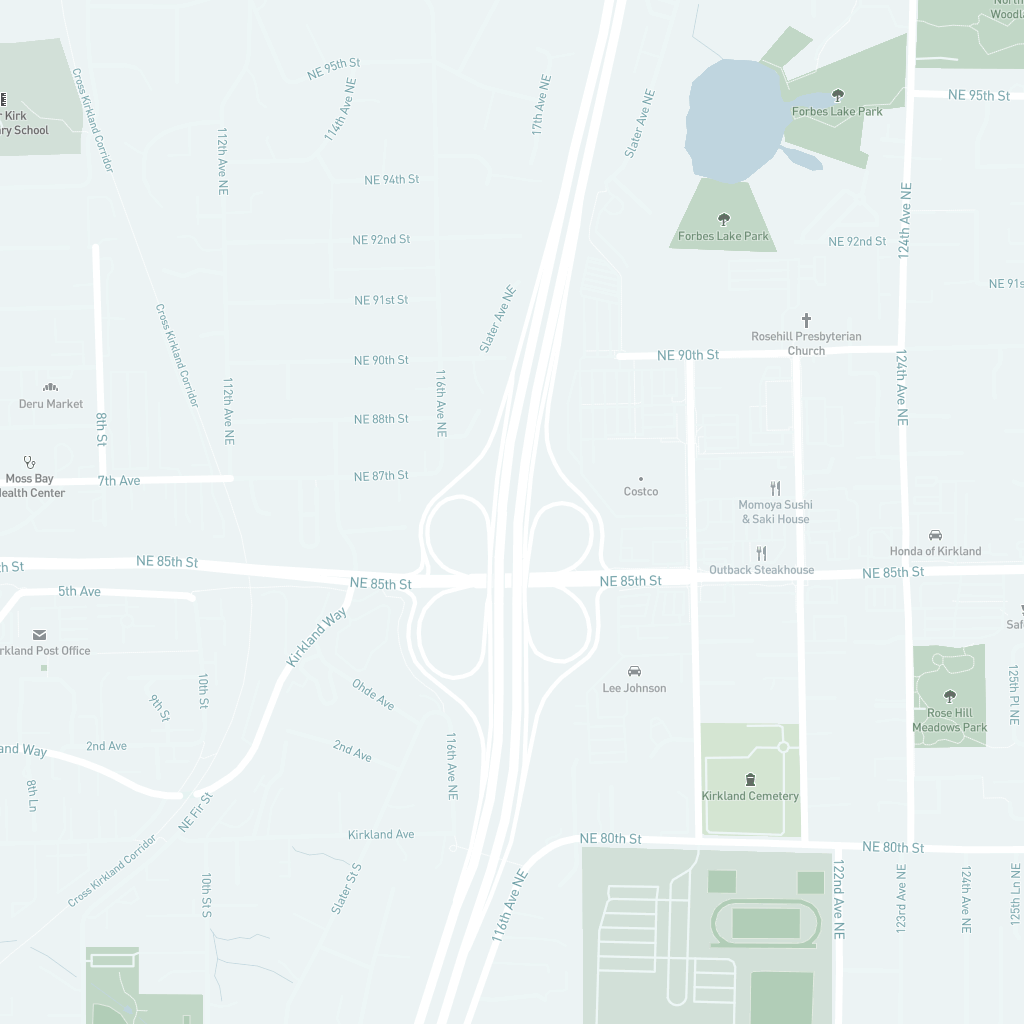 North
Woodla
NE 95th St
Cross Kirkland Corridor
114th Ave NE
17th Ave NE
Slater Ave NE
Forbes Lake Park
NE 95th St
r Kirk
ary School
112th Ave NE
NE 94th St
124th Ave NE
Forbes Lake Park
NE 92nd St
NE 92nd St
NE 91s
NE 91st St
Slater Ave NE
Cross Kirkland Corridor
Rosehill Presbyterian
Church
NE 90th St
NE 90th St
124th Ave NE
Deru Market
112th Ave NE
116th Ave NE
8th St
NE 88th St
Moss Bay
Health Center
7th Ave
NE 87th St
Costco
Momoya Sushi
& Saki House
Honda of Kirkland
th St
NE 85th St
NE 85th St
NE 85th St
Outback Steakhouse
NE 85th St
5th Ave
Kirkland Way
Safe
rkland Post Office
10th St
9th St
Ohde Ave
Lee Johnson
125th Pl NE
Rose Hill
Meadows Park
and Way
2nd Ave
2nd Ave
116th Ave NE
8th Ln
NE Fir St
Kirkland Cemetery
Kirkland Ave
NE 80th St
NE 80th St
Cross Kirkland Corridor
10th St S
Slater St S
116th Ave NE
122nd Ave NE
123rd Ave NE
124th Ave NE
125th Ln NE